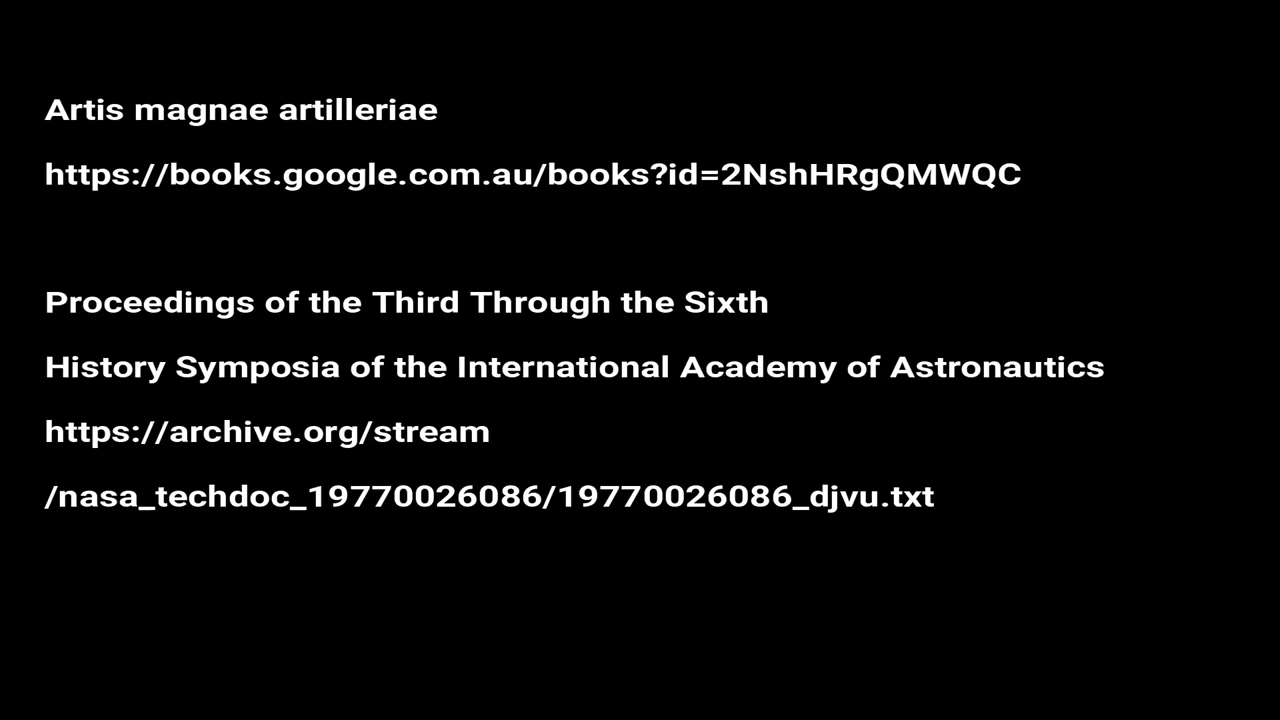 Artis magnae artilleriae
https://books.google.com.au/books?id=2NshHRgQMWQC
Proceedings of the Third Through the Sixth
History Symposia of the International Academy of Astronautics
https://archive.org/stream
/nasa_techdoc_19770026086/19770026086_djvu.txt